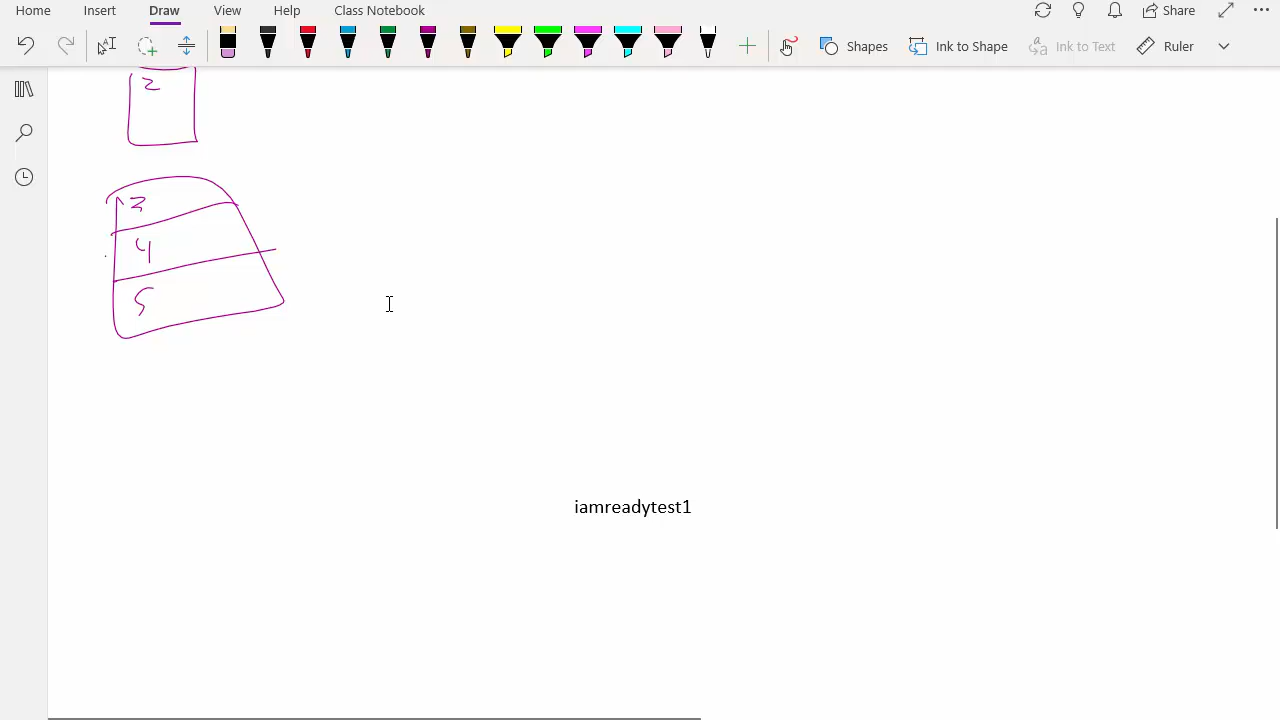 Home Insert Draw View Help Class Notebook Share
Shapes Ink to Shape Ink to Text Ruler
2
3
4
5
iamreadytest1